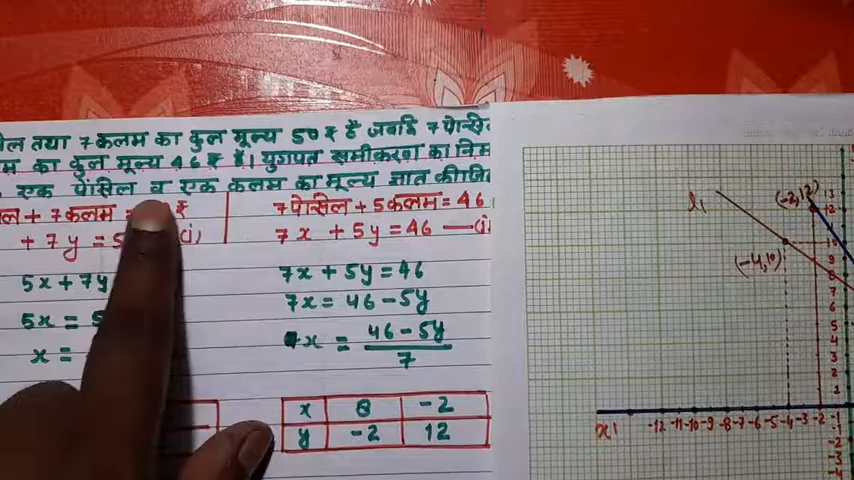 तथा 7 कलम का कुल मूल्य 50 ₹ है जबकि 7
का कुल मूल्य 46 ₹ है। युगपत समीकरण का
एक पेंसिल व एक कलम का मूल्य ज्ञात
+ 7 कलम = ₹
7 पेन्सिल + 5 कलम = 46
+ 7y = 5
7x + 5y = 46
5x + 7y
7x + 5y = 46
5x =
7x = 46 - 5y
x =
x = 46 - 5y
7
x 8 -2
y -2 12
l₁
(-2,12)
(-4,10)
13
12
10
9
8
7
6
5
4
3
2
1
x' -12 -11 -10 -9 -8 -7 -6 -5 -4 -3 -2
-1
-2
-3
-4